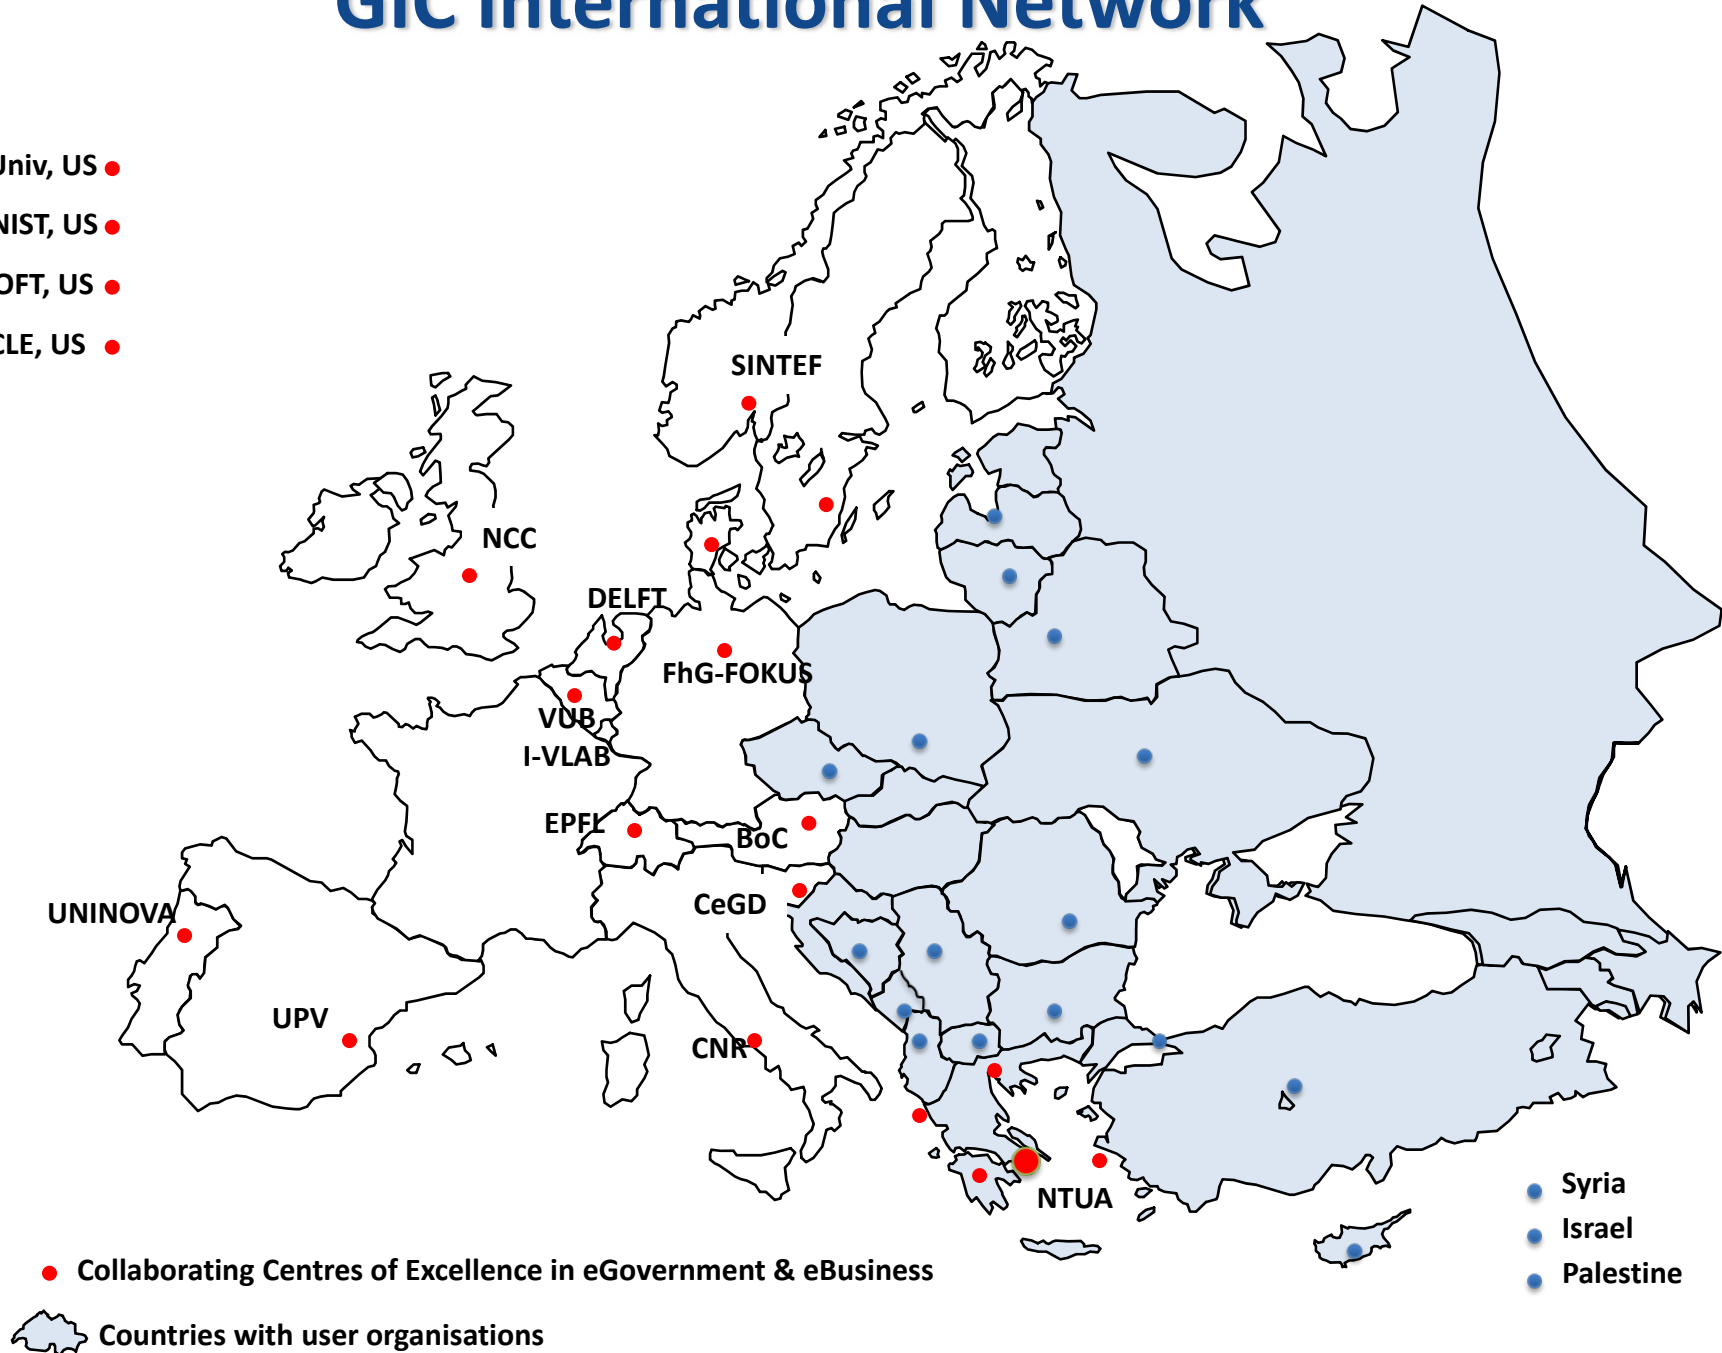 GIC International Network
Univ, US
NIST, US
OFT, US
CLE, US
SINTEF
NCC
DELFT
FhG-FOKUS
VUB
I-VLAB
EPFL
BoC
CeGD
UNINOVA
UPV
CNR
NTUA
Syria
Israel
Palestine
Collaborating Centres of Excellence in eGovernment & eBusiness
Countries with user organisations